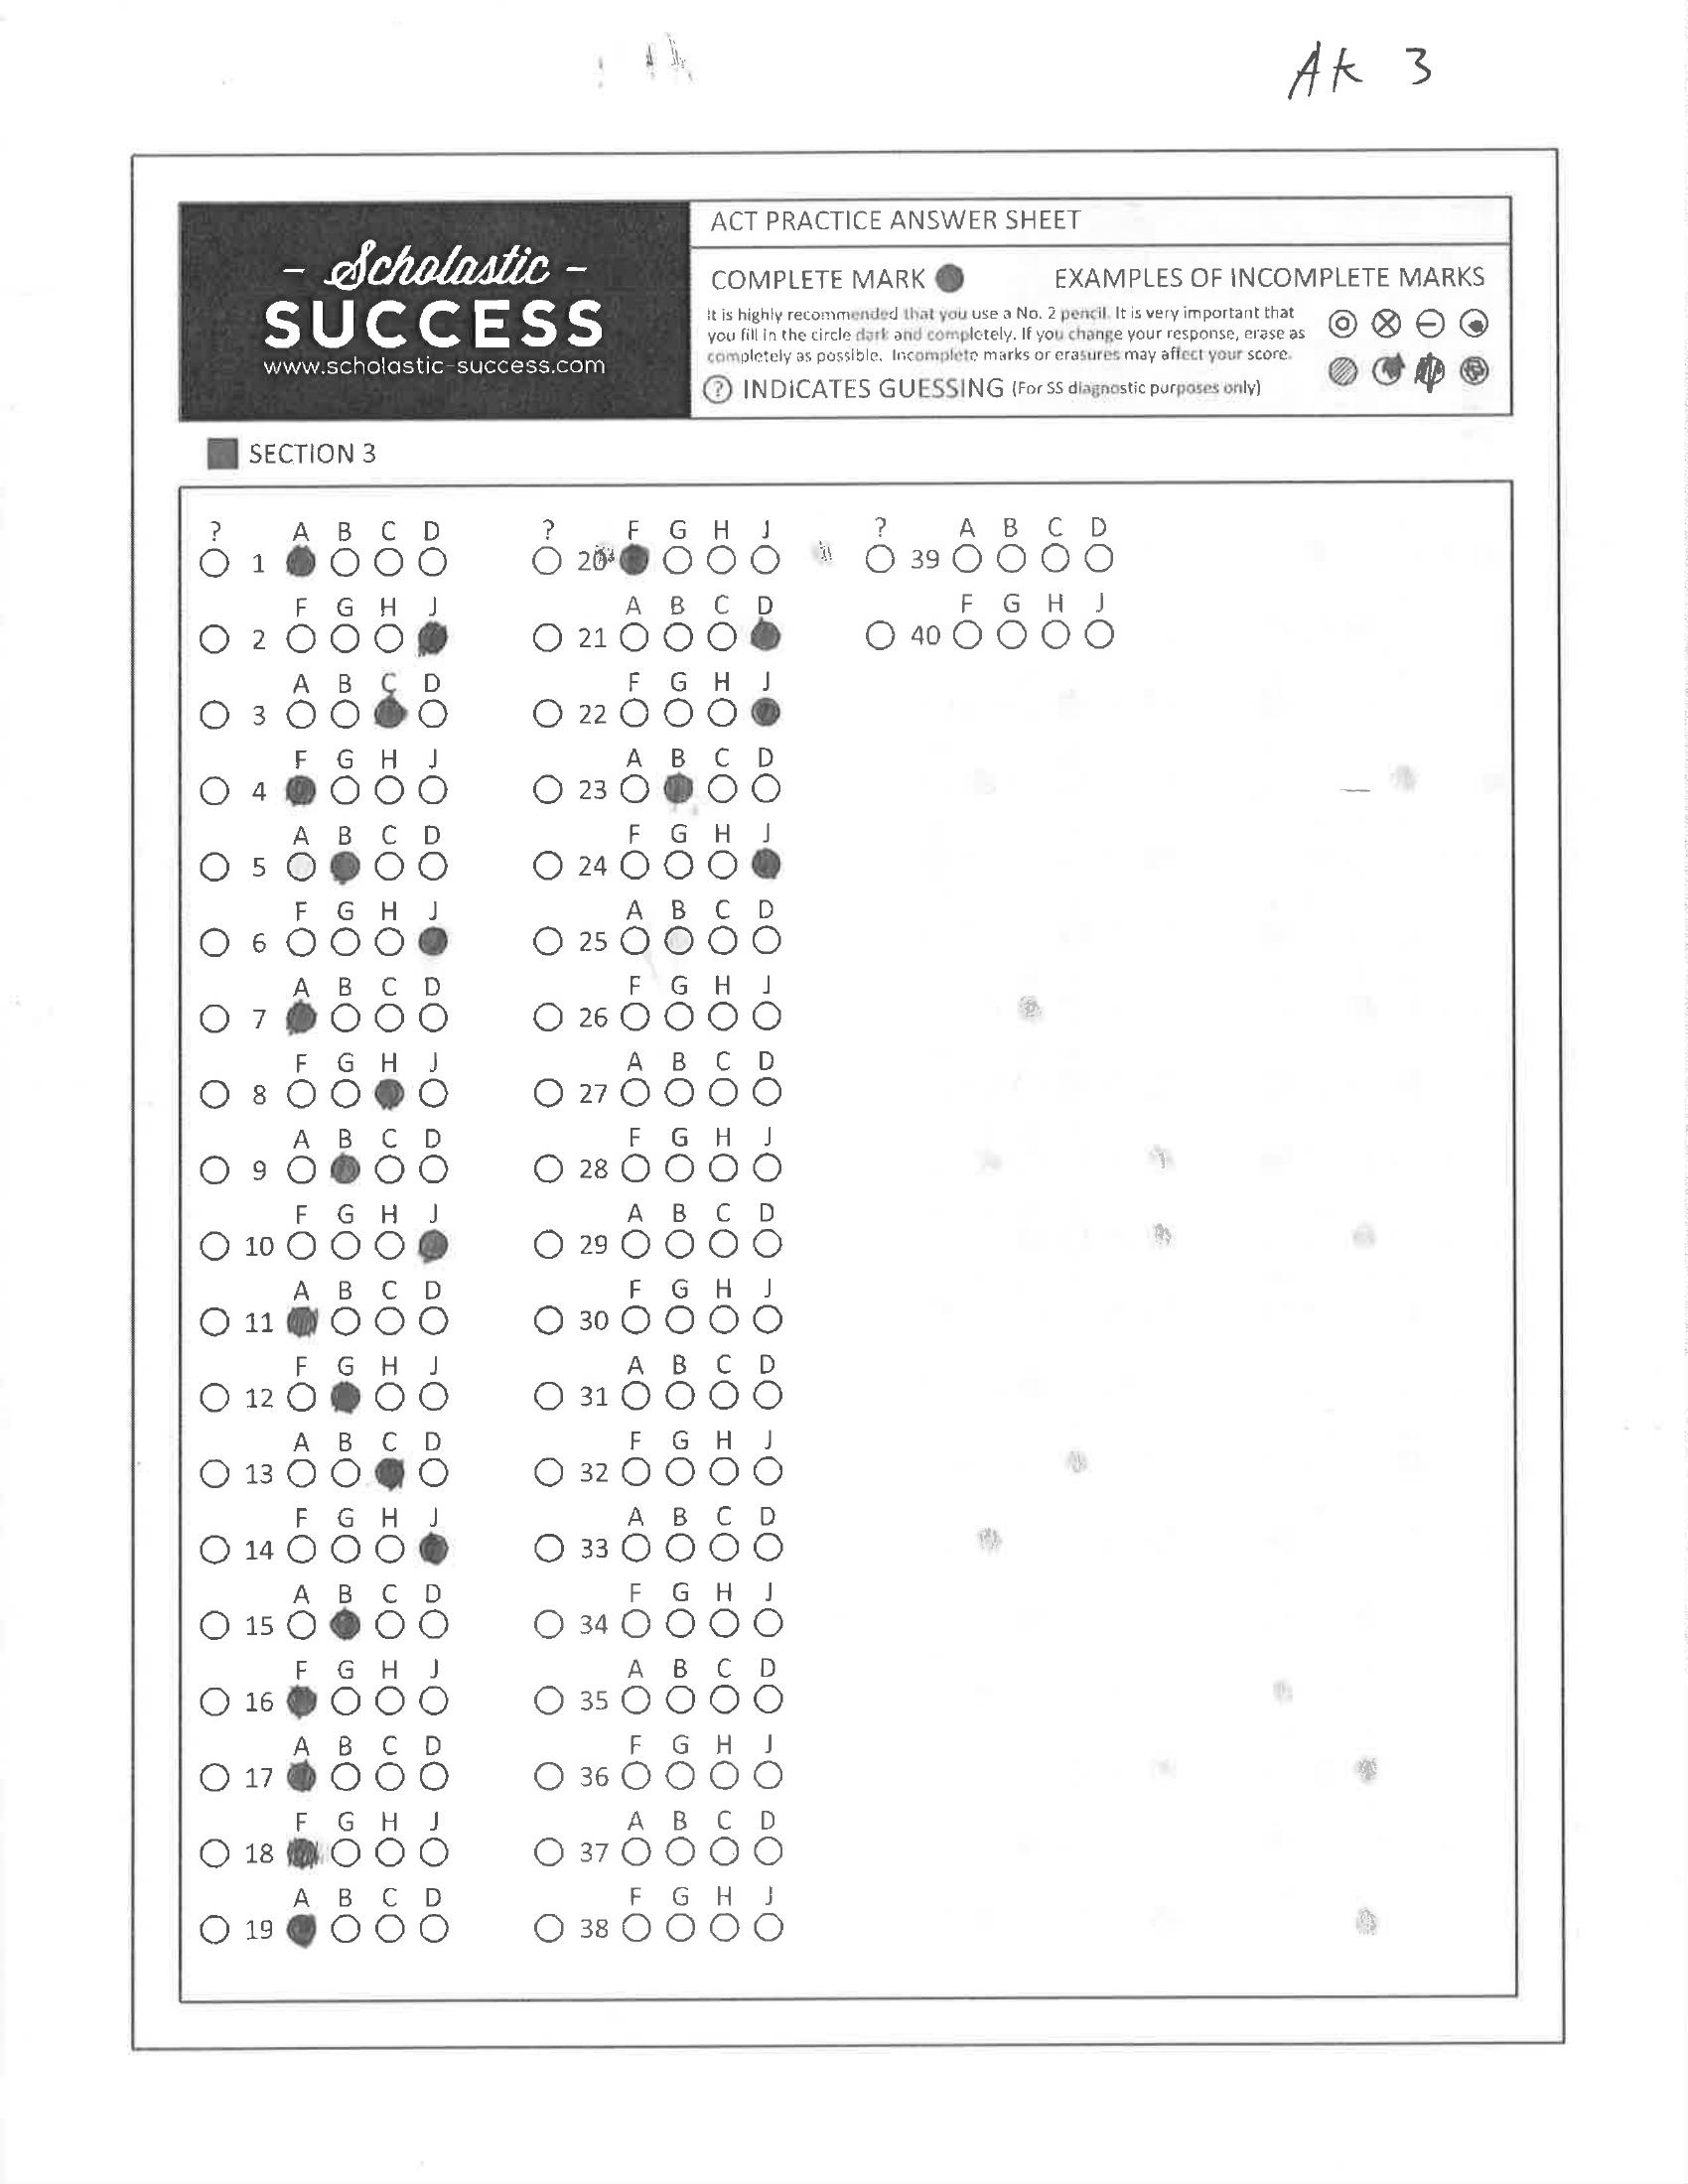 AK 3
- Scholastic -
SUCCESS
www.scholastic-success.com
ACT PRACTICE ANSWER SHEET
COMPLETE MARK
EXAMPLES OF INCOMPLETE MARKS
It is highly recommended that you use a No. 2 pencil. It is very important that
you fill in the circle dark and completely. If you change your response, erase as
completely as possible. Incomplete marks or erasures may affect your score.
? INDICATES GUESSING (For SS diagnostic purposes only)
SECTION 3
? A B C D
1
F G H J
2
A B C D
3
F G H J
4
A B C D
5
F G H J
6
A B C D
7
F G H J
8
A B C D
9
F G H J
10
A B C D
11
F G H J
12
A B C D
13
F G H J
14
A B C D
15
F G H J
16
A B C D
17
F G H J
18
A B C D
19
? F G H J
20
A B C D
21
F G H J
22
A B C D
23
F G H J
24
A B C D
25
F G H J
26
A B C D
27
F G H J
28
A B C D
29
F G H J
30
A B C D
31
F G H J
32
A B C D
33
F G H J
34
A B C D
35
F G H J
36
A B C D
37
F G H J
38
? A B C D
39
F G H J
40